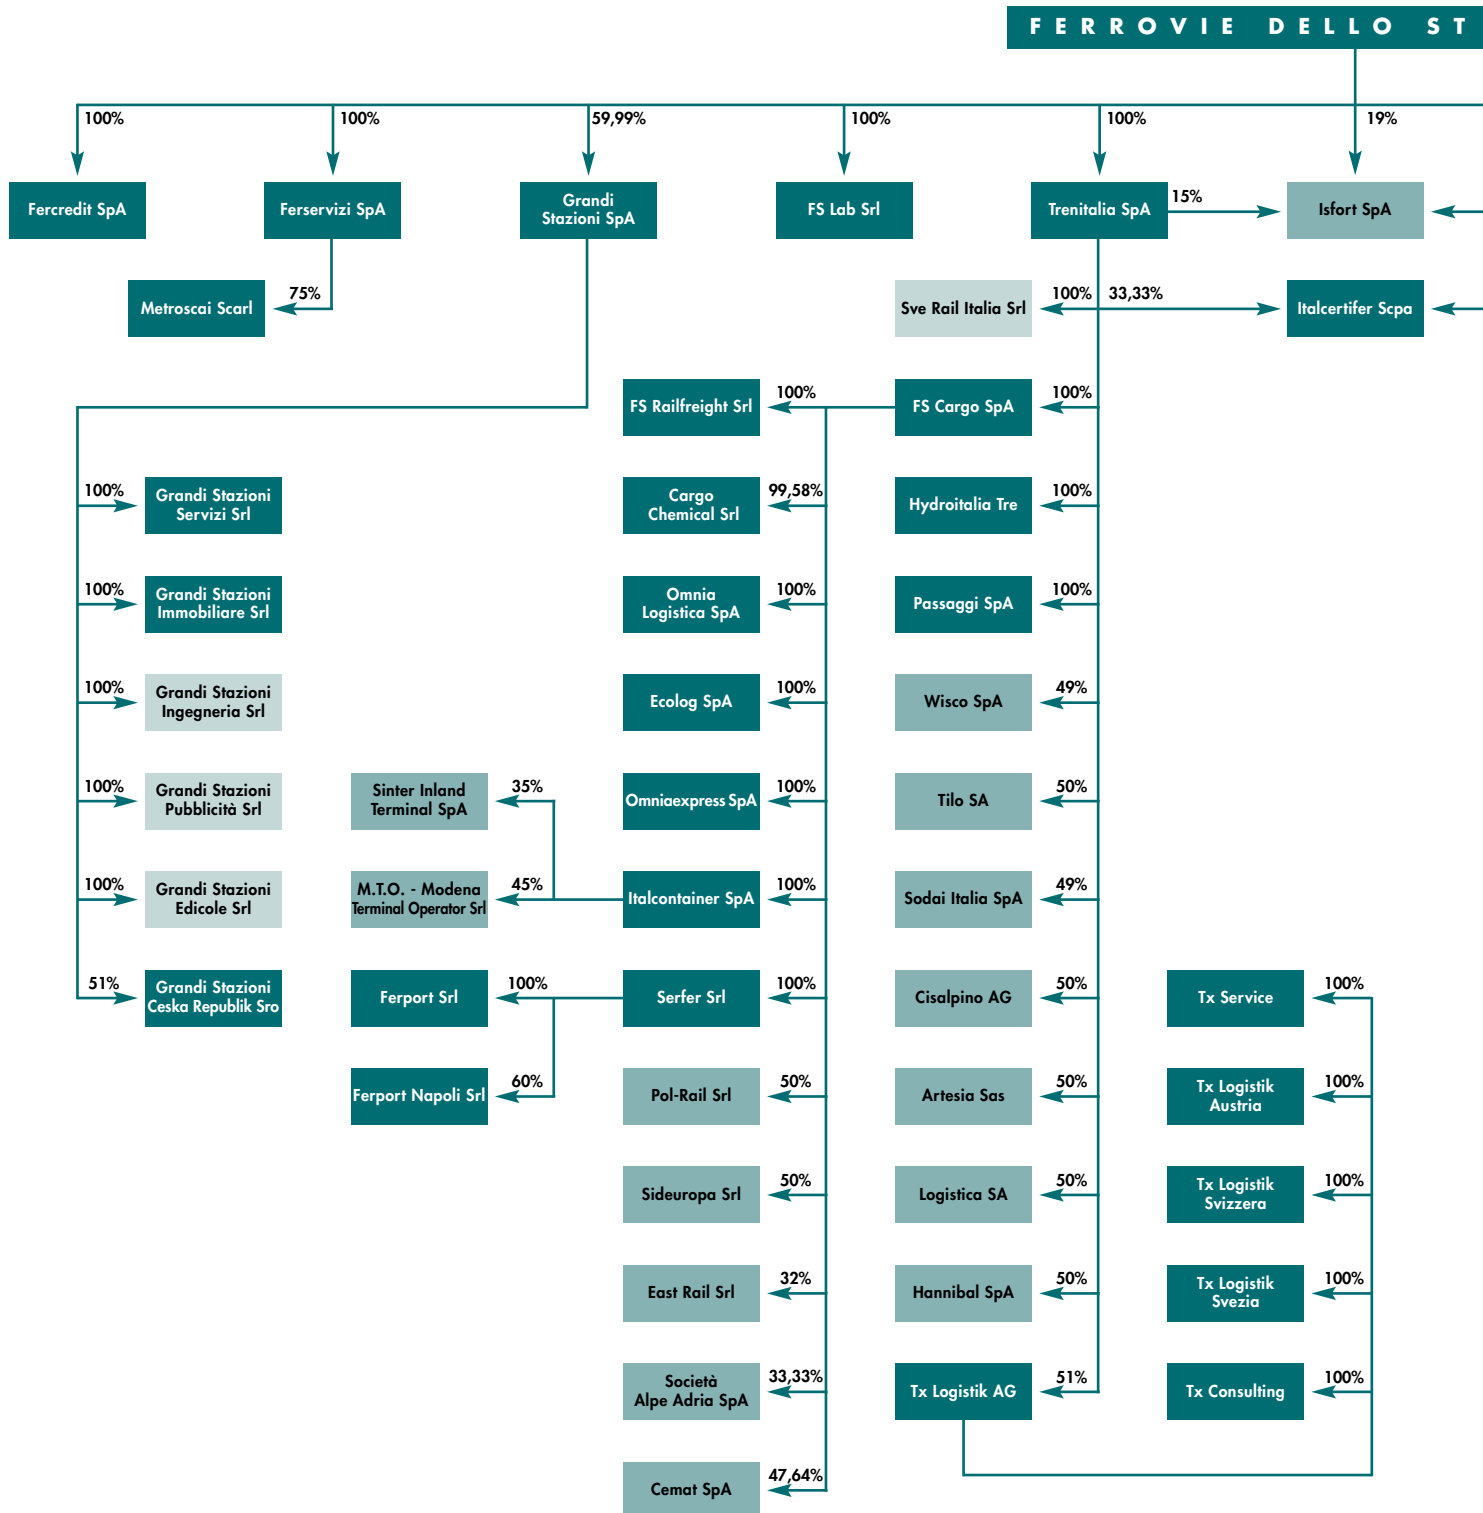 FERROVIE DELLO ST
100%
100%
59,99%
100%
100%
19%
Fercredit SpA
Ferservizi SpA
Grandi
Stazioni SpA
FS Lab Srl
Trenitalia SpA
15%
Isfort SpA
Metroscai Scarl
75%
Sve Rail Italia Srl
100%
33,33%
Italcertifer Scpa
FS Railfreight Srl
100%
FS Cargo SpA
100%
100%
Grandi Stazioni
Servizi Srl
Cargo
Chemical Srl
99,58%
Hydroitalia Tre
100%
100%
Grandi Stazioni
Immobiliare Srl
Omnia
Logistica SpA
100%
Passaggi SpA
100%
100%
Grandi Stazioni
Ingegneria Srl
Ecolog SpA
100%
Wisco SpA
49%
100%
Grandi Stazioni
Pubblicità Srl
Sinter Inland
Terminal SpA
35%
Omniaexpress SpA
100%
Tilo SA
50%
100%
Grandi Stazioni
Edicole Srl
M.T.O. - Modena
Terminal Operator Srl
45%
Italcontainer SpA
100%
Sodai Italia SpA
49%
51%
Grandi Stazioni
Ceska Republik Sro
Ferport Srl
100%
Serfer Srl
100%
Cisalpino AG
50%
Tx Service
100%
Ferport Napoli Srl
60%
Pol-Rail Srl
50%
Artesia Sas
50%
Tx Logistik
Austria
100%
Sideuropa Srl
50%
Logistica SA
50%
Tx Logistik
Svizzera
100%
East Rail Srl
32%
Hannibal SpA
50%
Tx Logistik
Svezia
100%
Società
Alpe Adria SpA
33,33%
Tx Logistik AG
51%
Tx Consulting
100%
Cemat SpA
47,64%